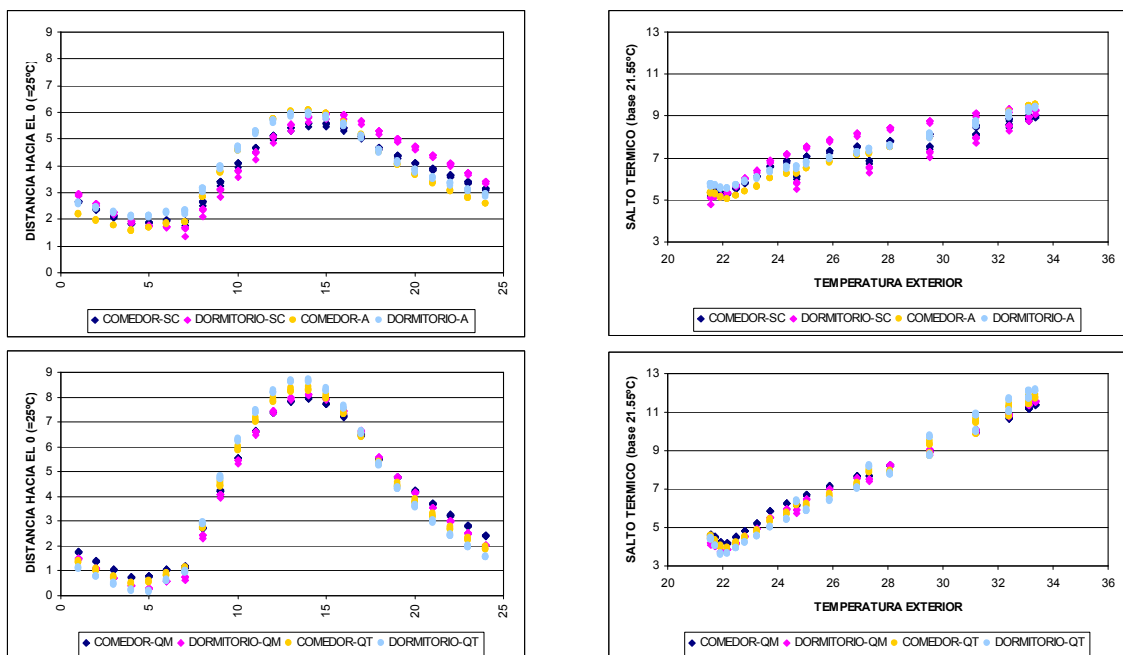 DISTANCIA HACIA EL 0 (=25ºC)
9
8
7
6
5
4
3
2
1
0
0 5 10 15 20 25
COMEDOR-SC DORMITORIO-SC COMEDOR-A DORMITORIO-A
SALTO TERMICO (base 21.55ºC)
13
11
9
7
5
3
20 22 24 26 28 30 32 34 36
TEMPERATURA EXTERIOR
COMEDOR-SC DORMITORIO-SC COMEDOR-A DORMITORIO-A
DISTANCIA HACIA EL 0 (=25ºC)
9
8
7
6
5
4
3
2
1
0
0 5 10 15 20 25
COMEDOR-QM DORMITORIO-QM COMEDOR-QT DORMITORIO-QT
SALTO TERMICO (base 21.55ºC)
13
11
9
7
5
3
20 22 24 26 28 30 32 34 36
TEMPERATURA EXTERIOR
COMEDOR-QM DORMITORIO-QM COMEDOR-QT DORMITORIO-QT